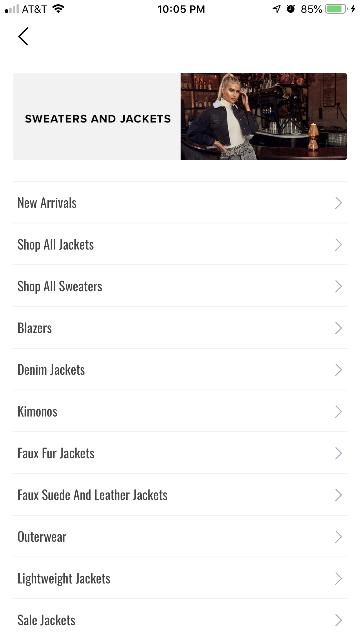 AT&T 10:05 PM 85%
SWEATERS AND JACKETS
New Arrivals
Shop All Jackets
Shop All Sweaters
Blazers
Denim Jackets
Kimonos
Faux Fur Jackets
Faux Suede And Leather Jackets
Outerwear
Lightweight Jackets
Sale Jackets